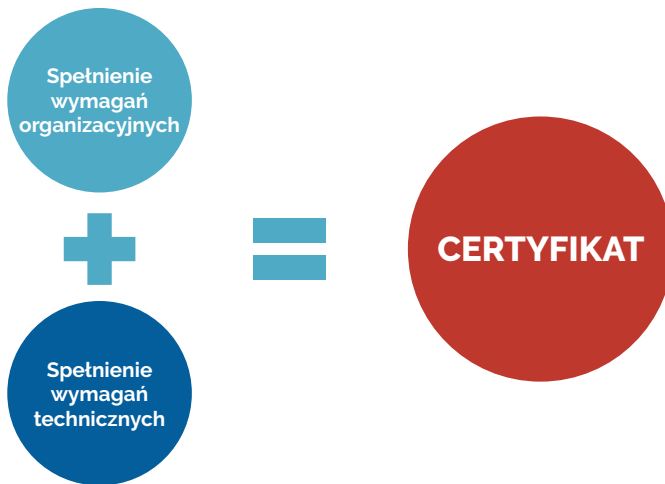 Spełnienie
wymagań
organizacyjnych
CERTYFIKAT
Spełnienie
wymagań
technicznych